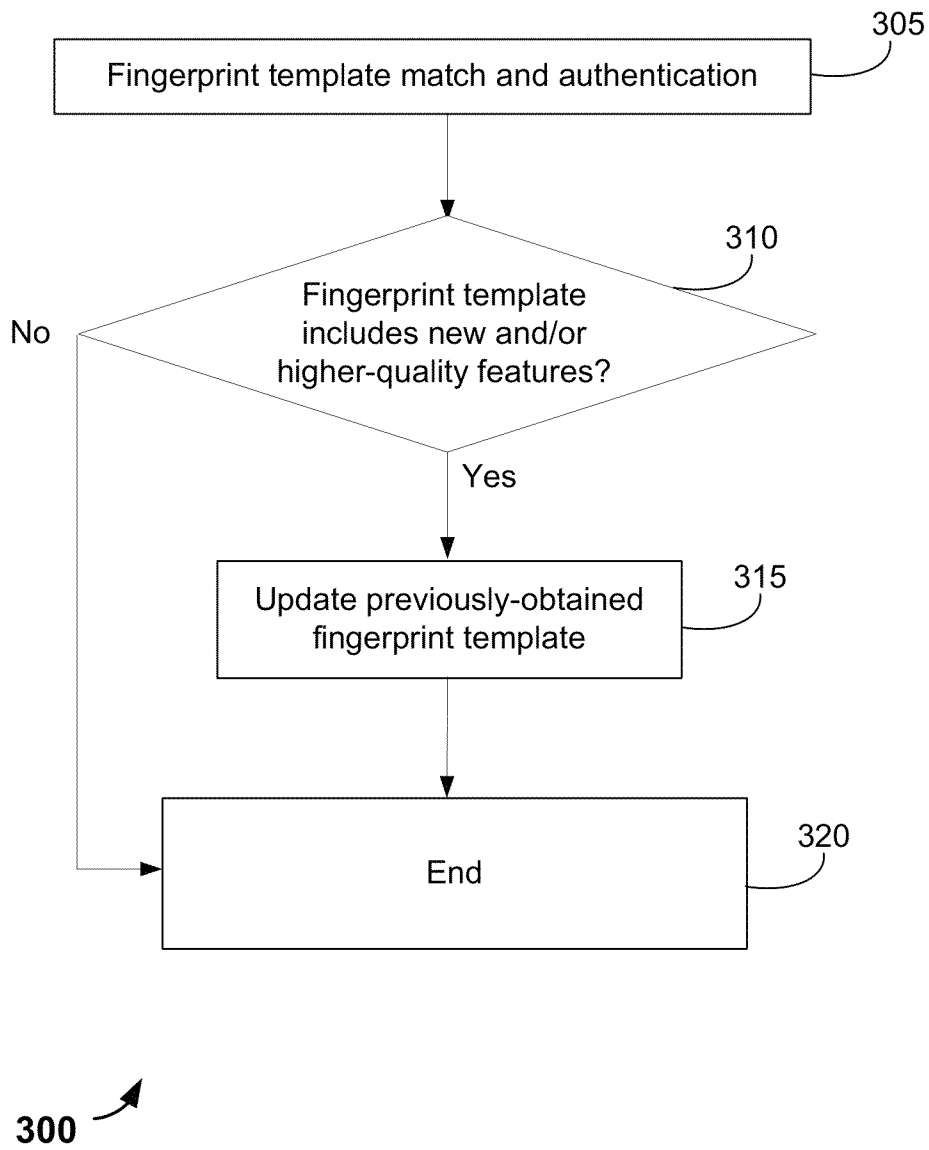 305
Fingerprint template match and authentication
310
Fingerprint template
includes new and/or
higher-quality features?
No
Yes
315
Update previously-obtained
fingerprint template
320
End
300